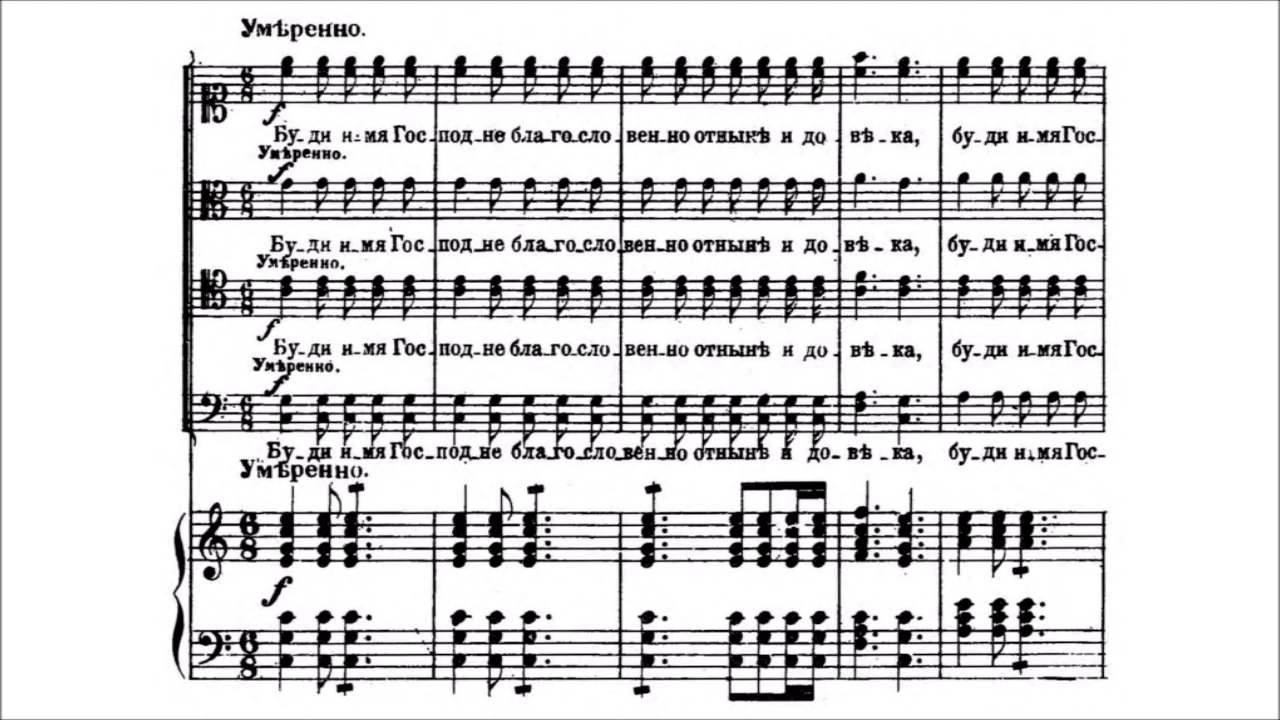 Умѣренно.
f
Бу-ди и-мя Гос-под-не бла-го-сло-вен-но отнынѣ и до вѣ-ка, бу-ди и-мя Гос-
Умѣренно.
f
Бу-ди и-мя Гос-под-не бла-го-сло-вен-но отнынѣ и до-вѣ-ка, бу-ди и-мя Гос-
Умѣренно.
f
Бу-ди и-мя Гос-под-не бла-го-сло-вен-но отнынѣ и до-вѣ-ка, бу-ди и-мя Гос-
Умѣренно.
f
Бу-ди и-мя Гос-под-не бла-го-сло-вен-но отнынѣ и до-вѣ-ка, бу-ди и-мя Гос-
Умѣренно.
f